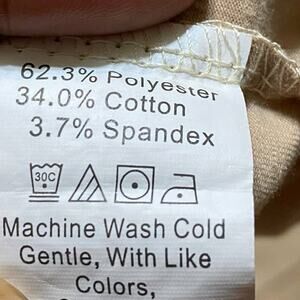 62.3% Polyester
34.0% Cotton
3.7% Spandex
30C
Machine Wash Cold
Gentle, With Like
Colors,